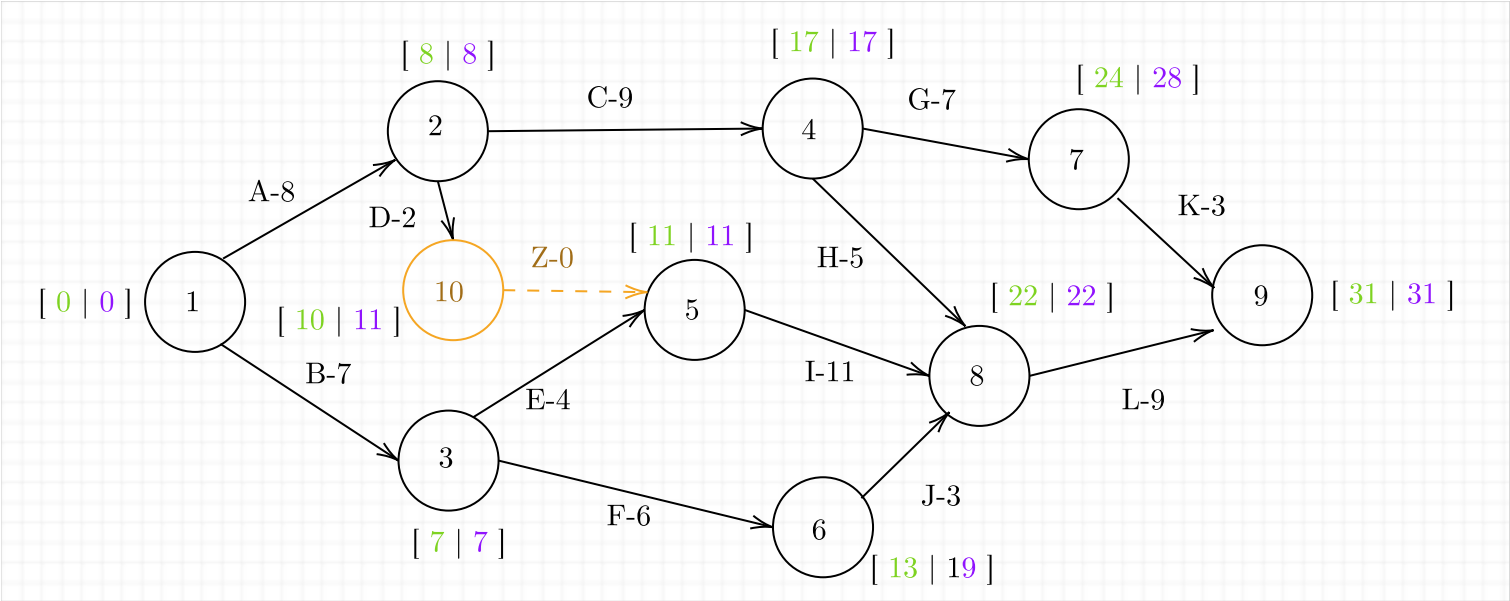 [ 8 | 8 ]
[ 17 | 17 ]
[ 24 | 28 ]
C-9
G-7
2
4
7
A-8
D-2
K-3
[ 11 | 11 ]
Z-0
H-5
[ 0 | 0 ]
1
[ 10 | 11 ]
10
5
[ 22 | 22 ]
9
[ 31 | 31 ]
B-7
E-4
I-11
8
L-9
3
F-6
J-3
6
[ 7 | 7 ]
[ 13 | 19 ]